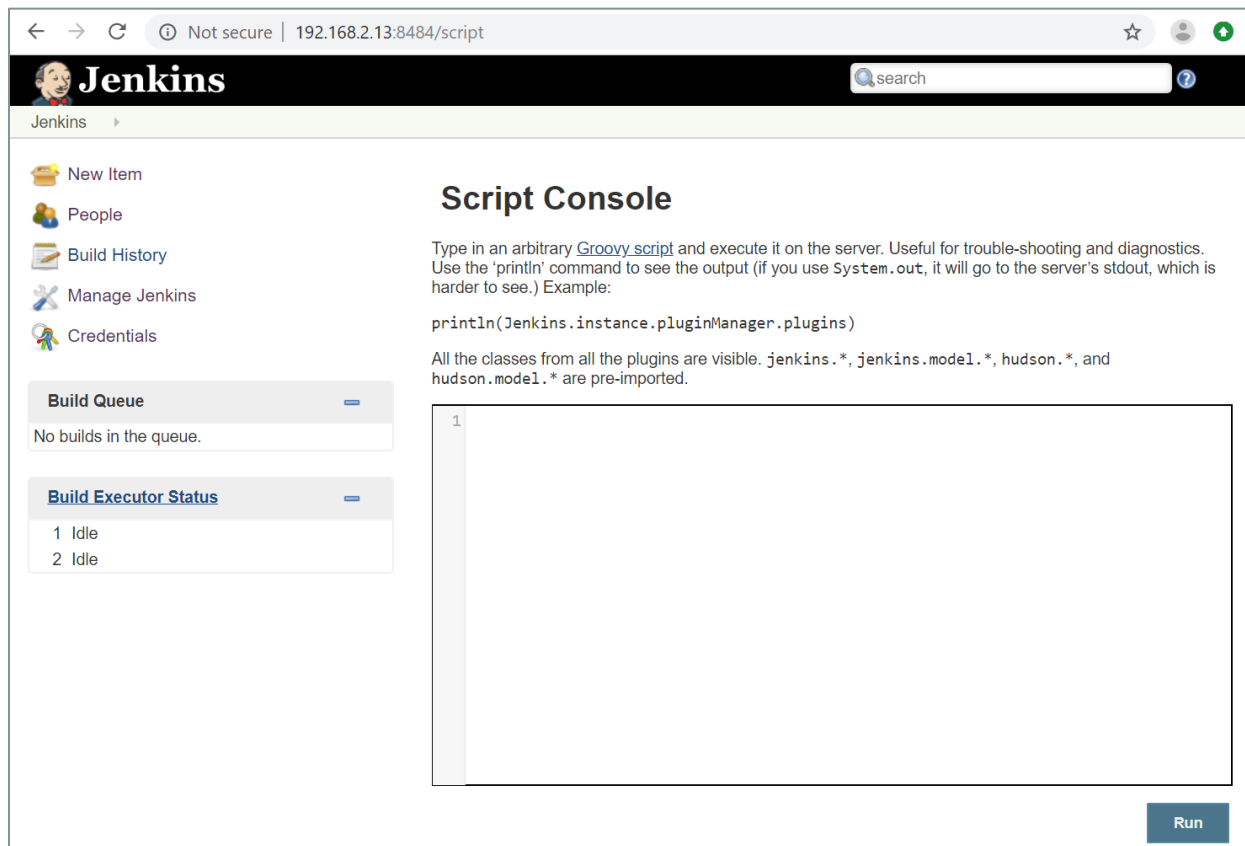 Not secure | 192.168.2.13:8484/script
Jenkins
search
Jenkins
New Item
People
Build History
Manage Jenkins
Credentials
Build Queue
No builds in the queue.
Build Executor Status
1 Idle
2 Idle
Script Console
Type in an arbitrary Groovy script and execute it on the server. Useful for trouble-shooting and diagnostics.
Use the ‘println’ command to see the output (if you use System.out, it will go to the server’s stdout, which is
harder to see.) Example:
println(Jenkins.instance.pluginManager.plugins)
All the classes from all the plugins are visible. jenkins.*, jenkins.model.*, hudson.*, and
hudson.model.* are pre-imported.
1
Run